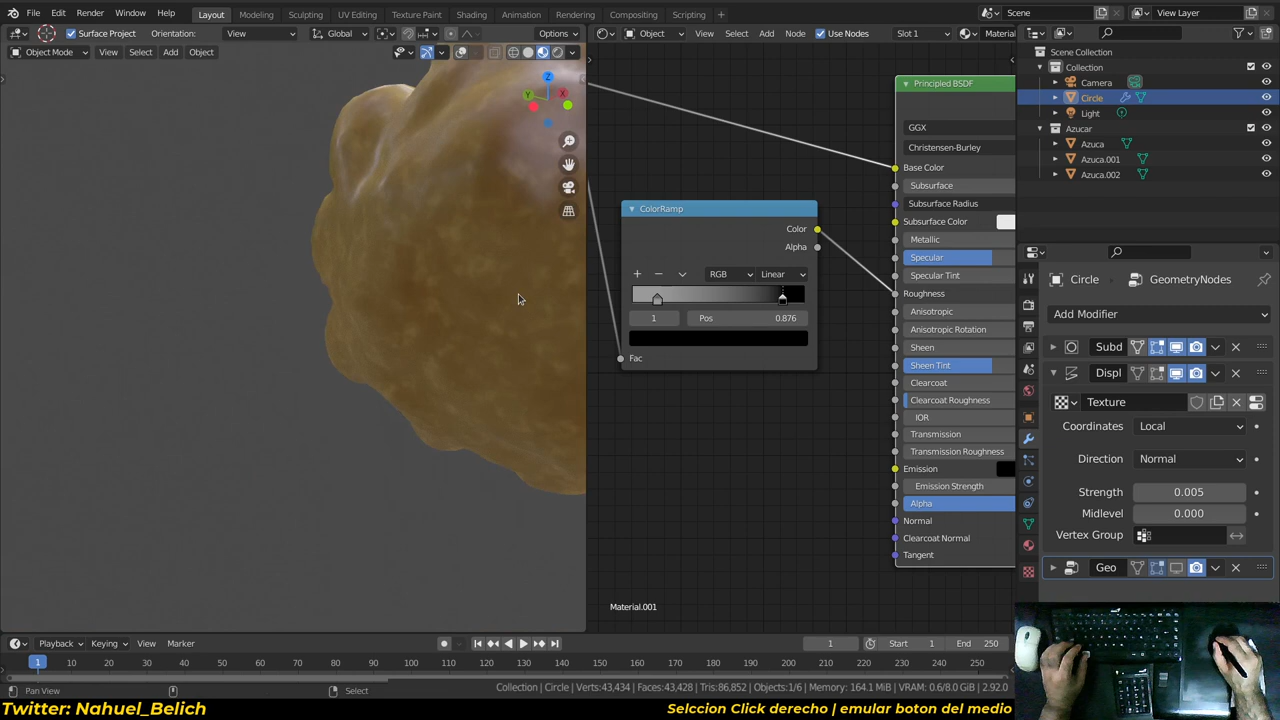 File Edit Render Window Help Layout Modeling Sculpting UV Editing Texture Paint Shading Animation Rendering Compositing Scripting Scene View Layer
Surface Project Orientation: View Global Options Object View Select Add Node Use Nodes Slot 1 Material
Object Mode View Select Add Object
Scene Collection
Collection
Camera
Circle
Light
Azucar
Azuca
Azuca.001
Azuca.002
Z
Y X
Principled BSDF
GGX
Christensen-Burley
Base Color
Subsurface
Subsurface Radius
Subsurface Color
Metallic
Specular
Specular Tint
Roughness
Anisotropic
Anisotropic Rotation
Sheen
Sheen Tint
Clearcoat
Clearcoat Roughness
IOR
Transmission
Transmission Roughness
Emission
Emission Strength
Alpha
Normal
Clearcoat Normal
Tangent
ColorRamp
Color
Alpha
RGB Linear
1 Pos 0.876
Fac
Material.001
Circle GeometryNodes
Add Modifier
Subd
Displ
Texture
Coordinates Local
Direction Normal
Strength 0.005
Midlevel 0.000
Vertex Group
Geo
Playback Keying View Marker 1 Start 1 End 250
1 10 20 30 40 50 60 70 80 90 100 110 120 130 140 150 160 170 180 190 200 210 220 230 240 250
Pan View Select Collection | Circle | Verts:43,434 | Faces:43,428 | Tris:86,852 | Objects:1/6 | Memory: 164.1 MiB | VRAM: 0.6/8.0 GiB | 2.92.0
Twitter: Nahuel_Belich Selccion Click derecho | emular boton del medio